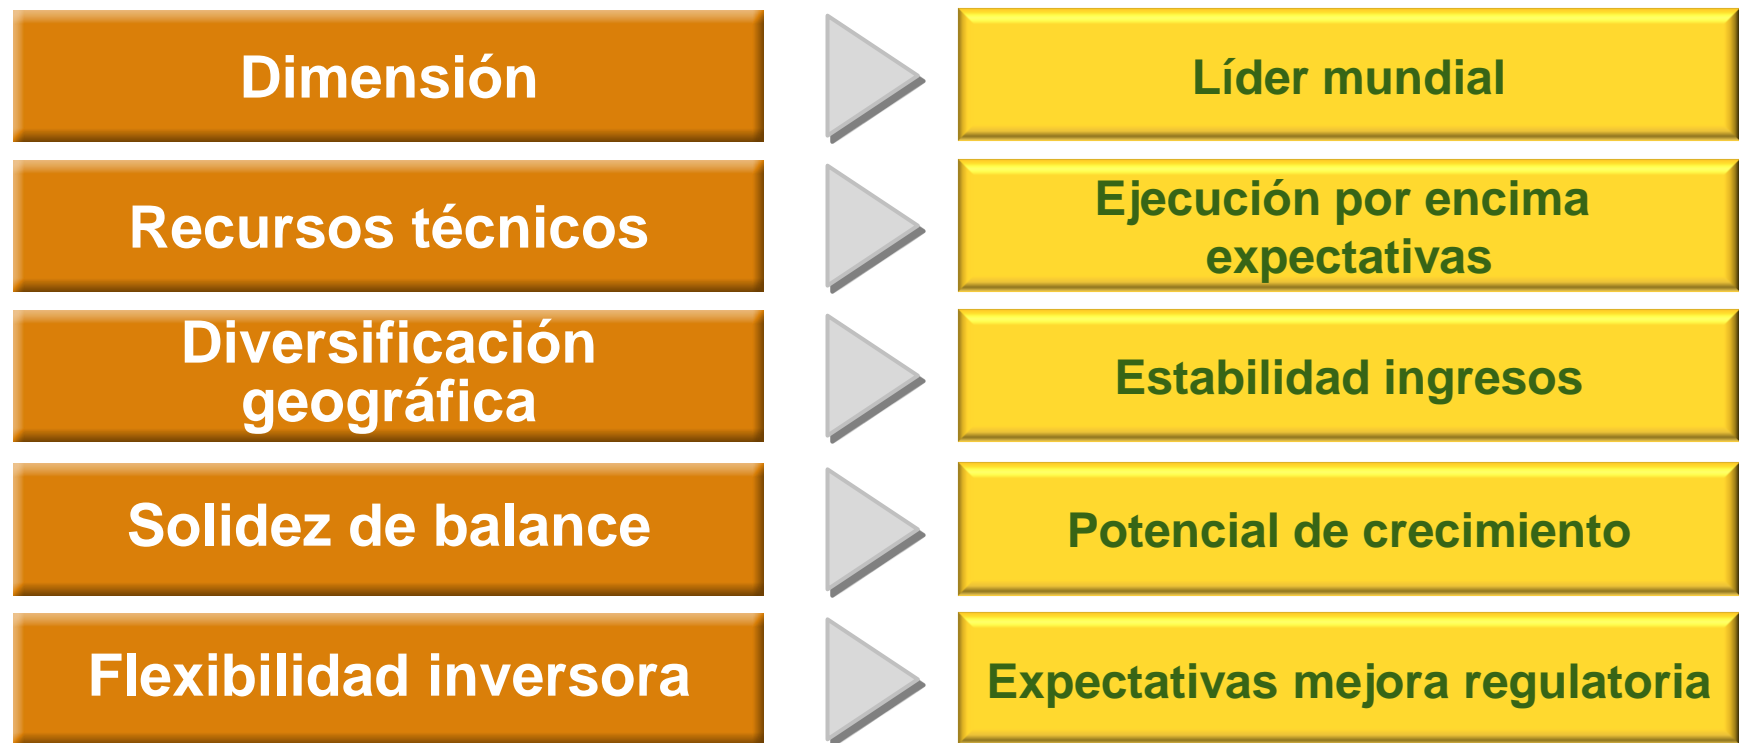 Dimensión
Líder mundial
Recursos técnicos
Ejecución por encima
expectativas
Diversificación
geográfica
Estabilidad ingresos
Solidez de balance
Potencial de crecimiento
Flexibilidad inversora
Expectativas mejora regulatoria